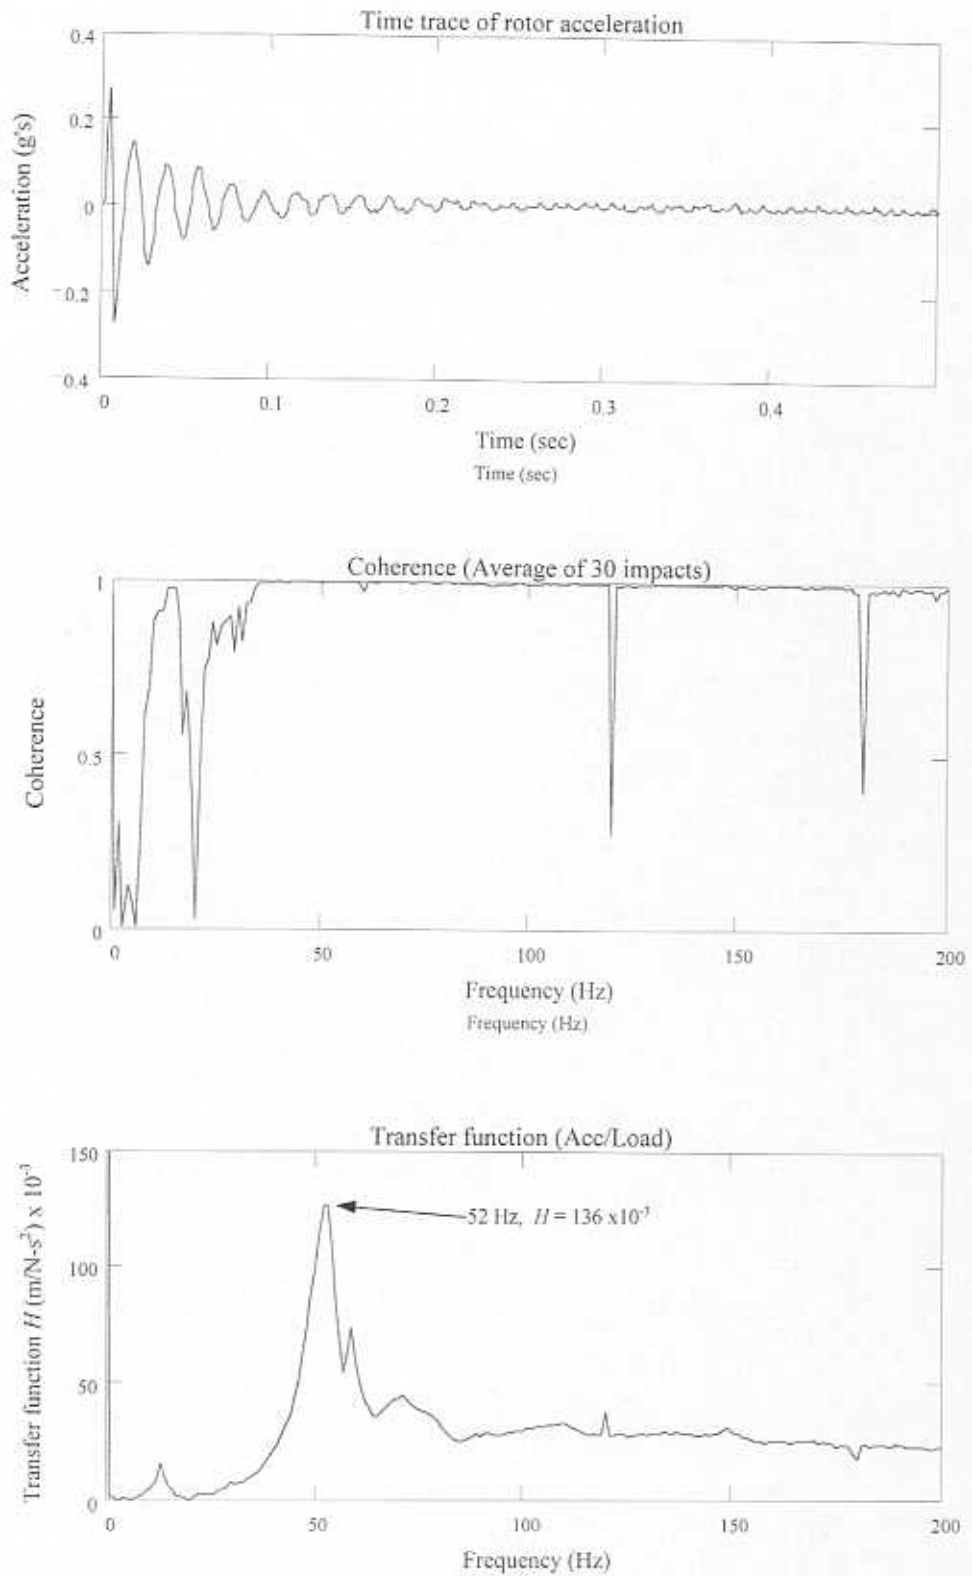 Time trace of rotor acceleration
0.4
0.2
0
−0.2
−0.4
Acceleration (g's)
0 0.1 0.2 0.3 0.4
Time (sec)
Time (sec)
Coherence (Average of 30 impacts)
1
0.5
0
Coherence
0 50 100 150 200
Frequency (Hz)
Frequency (Hz)
Transfer function (Acc/Load)
150
100
50
0
Transfer function H (m/N-s²) x 10⁻³
52 Hz, H = 136 x10⁻³
0 50 100 150 200
Frequency (Hz)